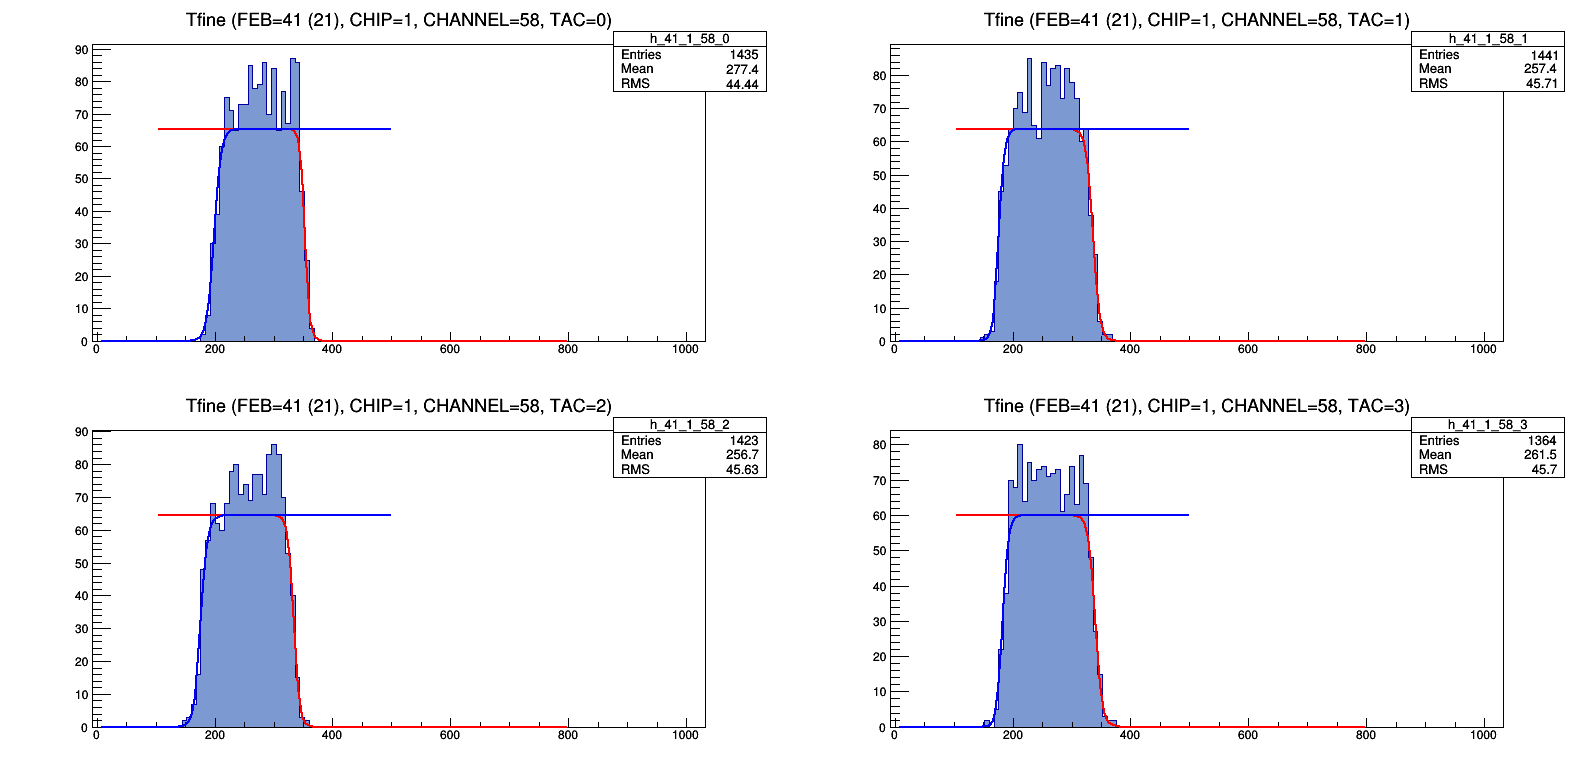 Tfine (FEB=41 (21), CHIP=1, CHANNEL=58, TAC=0)
h_41_1_58_0
Entries 1435
Mean 277.4
RMS 44.44
90
80
70
60
50
40
30
20
10
0
0 200 400 600 800 1000
Tfine (FEB=41 (21), CHIP=1, CHANNEL=58, TAC=1)
h_41_1_58_1
Entries 1441
Mean 257.4
RMS 45.71
80
70
60
50
40
30
20
10
0
0 200 400 600 800 1000
Tfine (FEB=41 (21), CHIP=1, CHANNEL=58, TAC=2)
h_41_1_58_2
Entries 1423
Mean 256.7
RMS 45.63
90
80
70
60
50
40
30
20
10
0
0 200 400 600 800 1000
Tfine (FEB=41 (21), CHIP=1, CHANNEL=58, TAC=3)
h_41_1_58_3
Entries 1364
Mean 261.5
RMS 45.7
80
70
60
50
40
30
20
10
0
0 200 400 600 800 1000